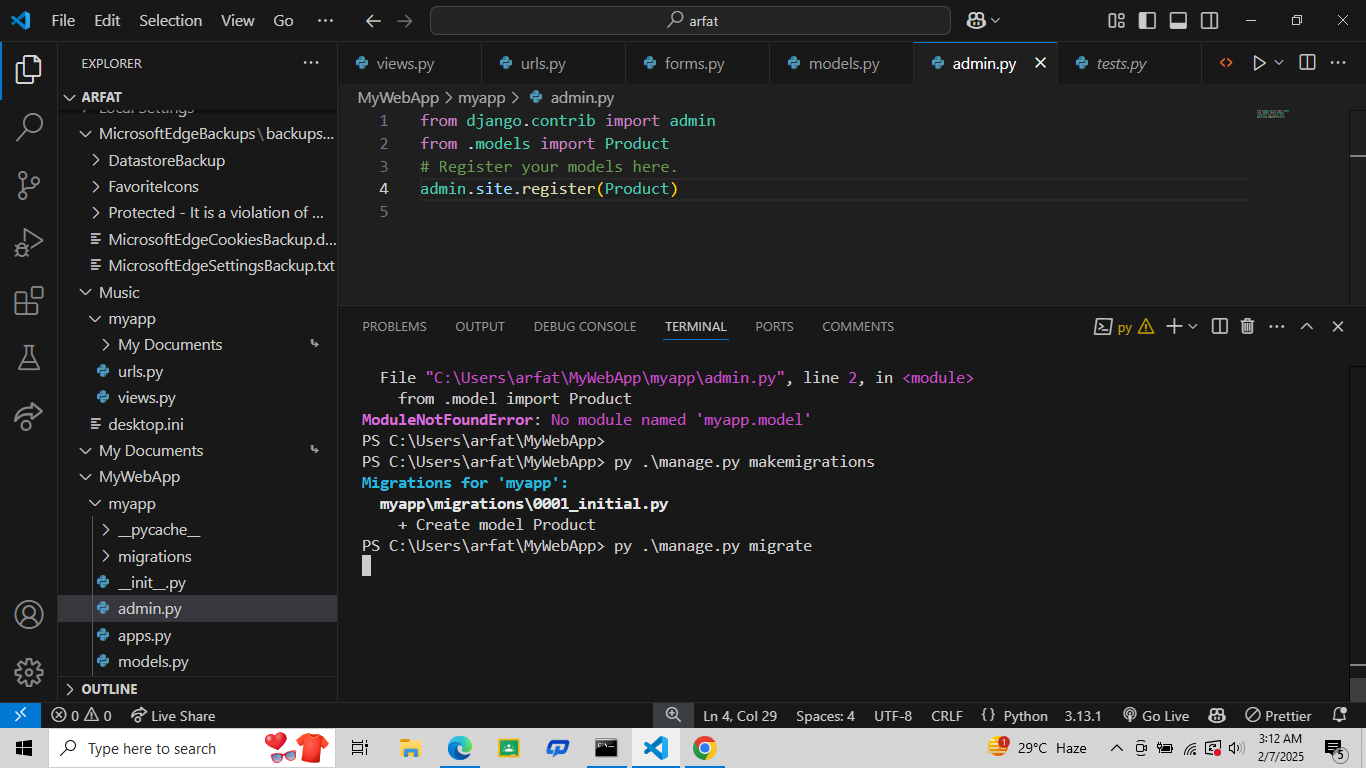 File Edit Selection View Go ··· arfat
EXPLORER ···
ARFAT
Local Settings
MicrosoftEdgeBackups\backups...
DatastoreBackup
FavoriteIcons
Protected - It is a violation of ...
MicrosoftEdgeCookiesBackup.d...
MicrosoftEdgeSettingsBackup.txt
Music
myapp
My Documents
urls.py
views.py
desktop.ini
My Documents
MyWebApp
myapp
__pycache__
migrations
__init__.py
admin.py
apps.py
models.py
OUTLINE
views.py urls.py forms.py models.py admin.py tests.py
MyWebApp > myapp > admin.py
1 from django.contrib import admin
2 from .models import Product
3 # Register your models here.
4 admin.site.register(Product)
5
PROBLEMS OUTPUT DEBUG CONSOLE TERMINAL PORTS COMMENTS py
File "C:\Users\arfat\MyWebApp\myapp\admin.py", line 2, in <module>
from .model import Product
ModuleNotFoundError: No module named 'myapp.model'
PS C:\Users\arfat\MyWebApp>
PS C:\Users\arfat\MyWebApp> py .\manage.py makemigrations
Migrations for 'myapp':
myapp\migrations\0001_initial.py
+ Create model Product
PS C:\Users\arfat\MyWebApp> py .\manage.py migrate
0 0 Live Share Ln 4, Col 29 Spaces: 4 UTF-8 CRLF {} Python 3.13.1 Go Live Prettier
Type here to search 1 29°C Haze 3:12 AM
2/7/2025 5